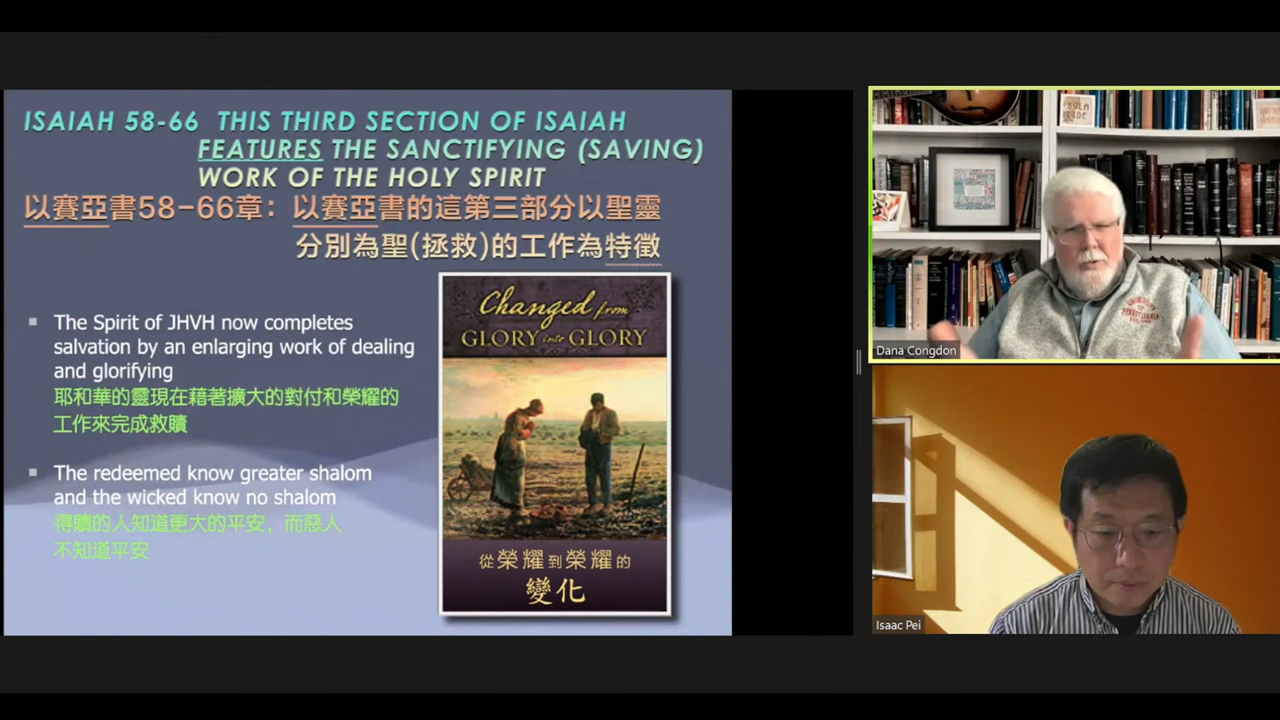 ISAIAH 58-66 THIS THIRD SECTION OF ISAIAH
FEATURES THE SANCTIFYING (SAVING)
WORK OF THE HOLY SPIRIT
以賽亞書58-66章：以賽亞書的這第三部分以聖靈
分別為聖(拯救)的工作為特徵
The Spirit of JHVH now completes
salvation by an enlarging work of dealing
and glorifying
耶和華的靈現在藉著擴大的對付和榮耀的
工作來完成救贖
The redeemed know greater shalom
and the wicked know no shalom
得贖的人知道更大的平安，而惡人
不知道平安
Changed from
GLORY into GLORY
從榮耀到榮耀的
變化
UNIVERSITY OF
PENNSYLVANIA
Dana Congdon
Isaac Pei